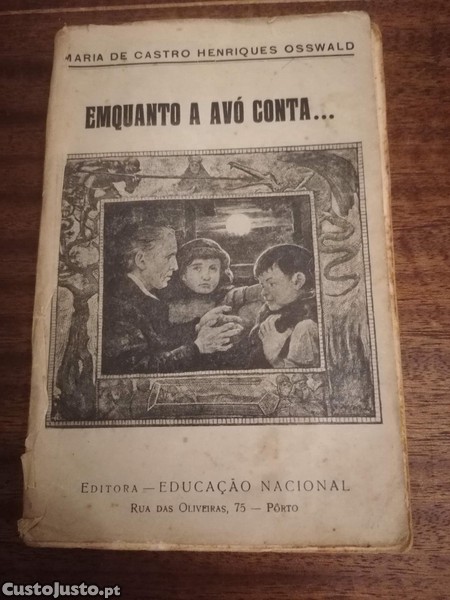 MARIA DE CASTRO HENRIQUES OSSWALD
EMQUANTO A AVÓ CONTA...
EDITORA — EDUCAÇÃO NACIONAL
RUA DAS OLIVEIRAS, 75 — PÔRTO
CustoJusto.pt